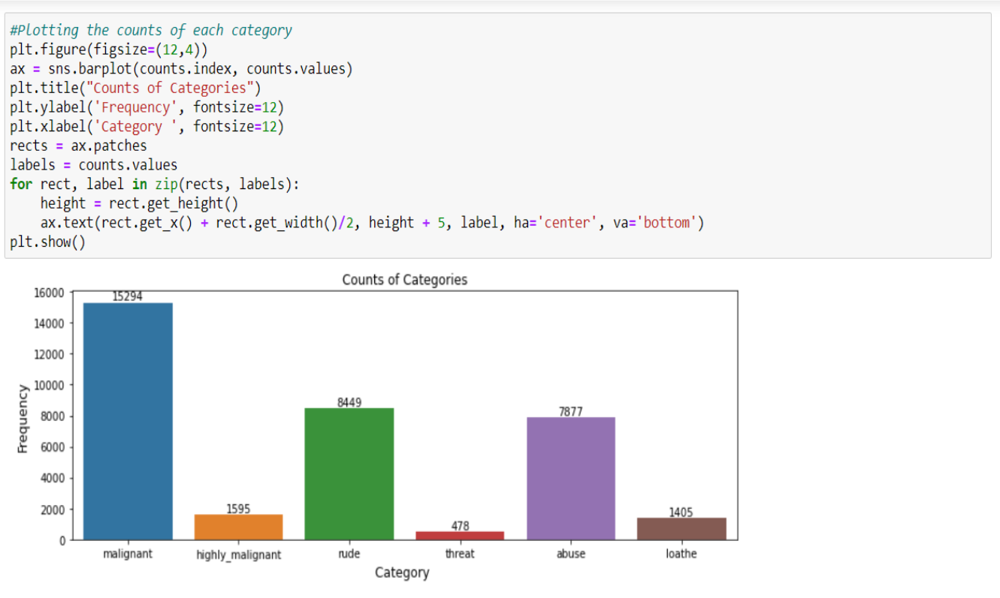 #Plotting the counts of each category
plt.figure(figsize=(12,4))
ax = sns.barplot(counts.index, counts.values)
plt.title("Counts of Categories")
plt.ylabel('Frequency', fontsize=12)
plt.xlabel('Category ', fontsize=12)
rects = ax.patches
labels = counts.values
for rect, label in zip(rects, labels):
    height = rect.get_height()
    ax.text(rect.get_x() + rect.get_width()/2, height + 5, label, ha='center', va='bottom')
plt.show()
Counts of Categories
16000
14000
12000
10000
8000
6000
4000
2000
0
Frequency
15294
1595
8449
478
7877
1405
malignant highly_malignant rude threat abuse loathe
Category